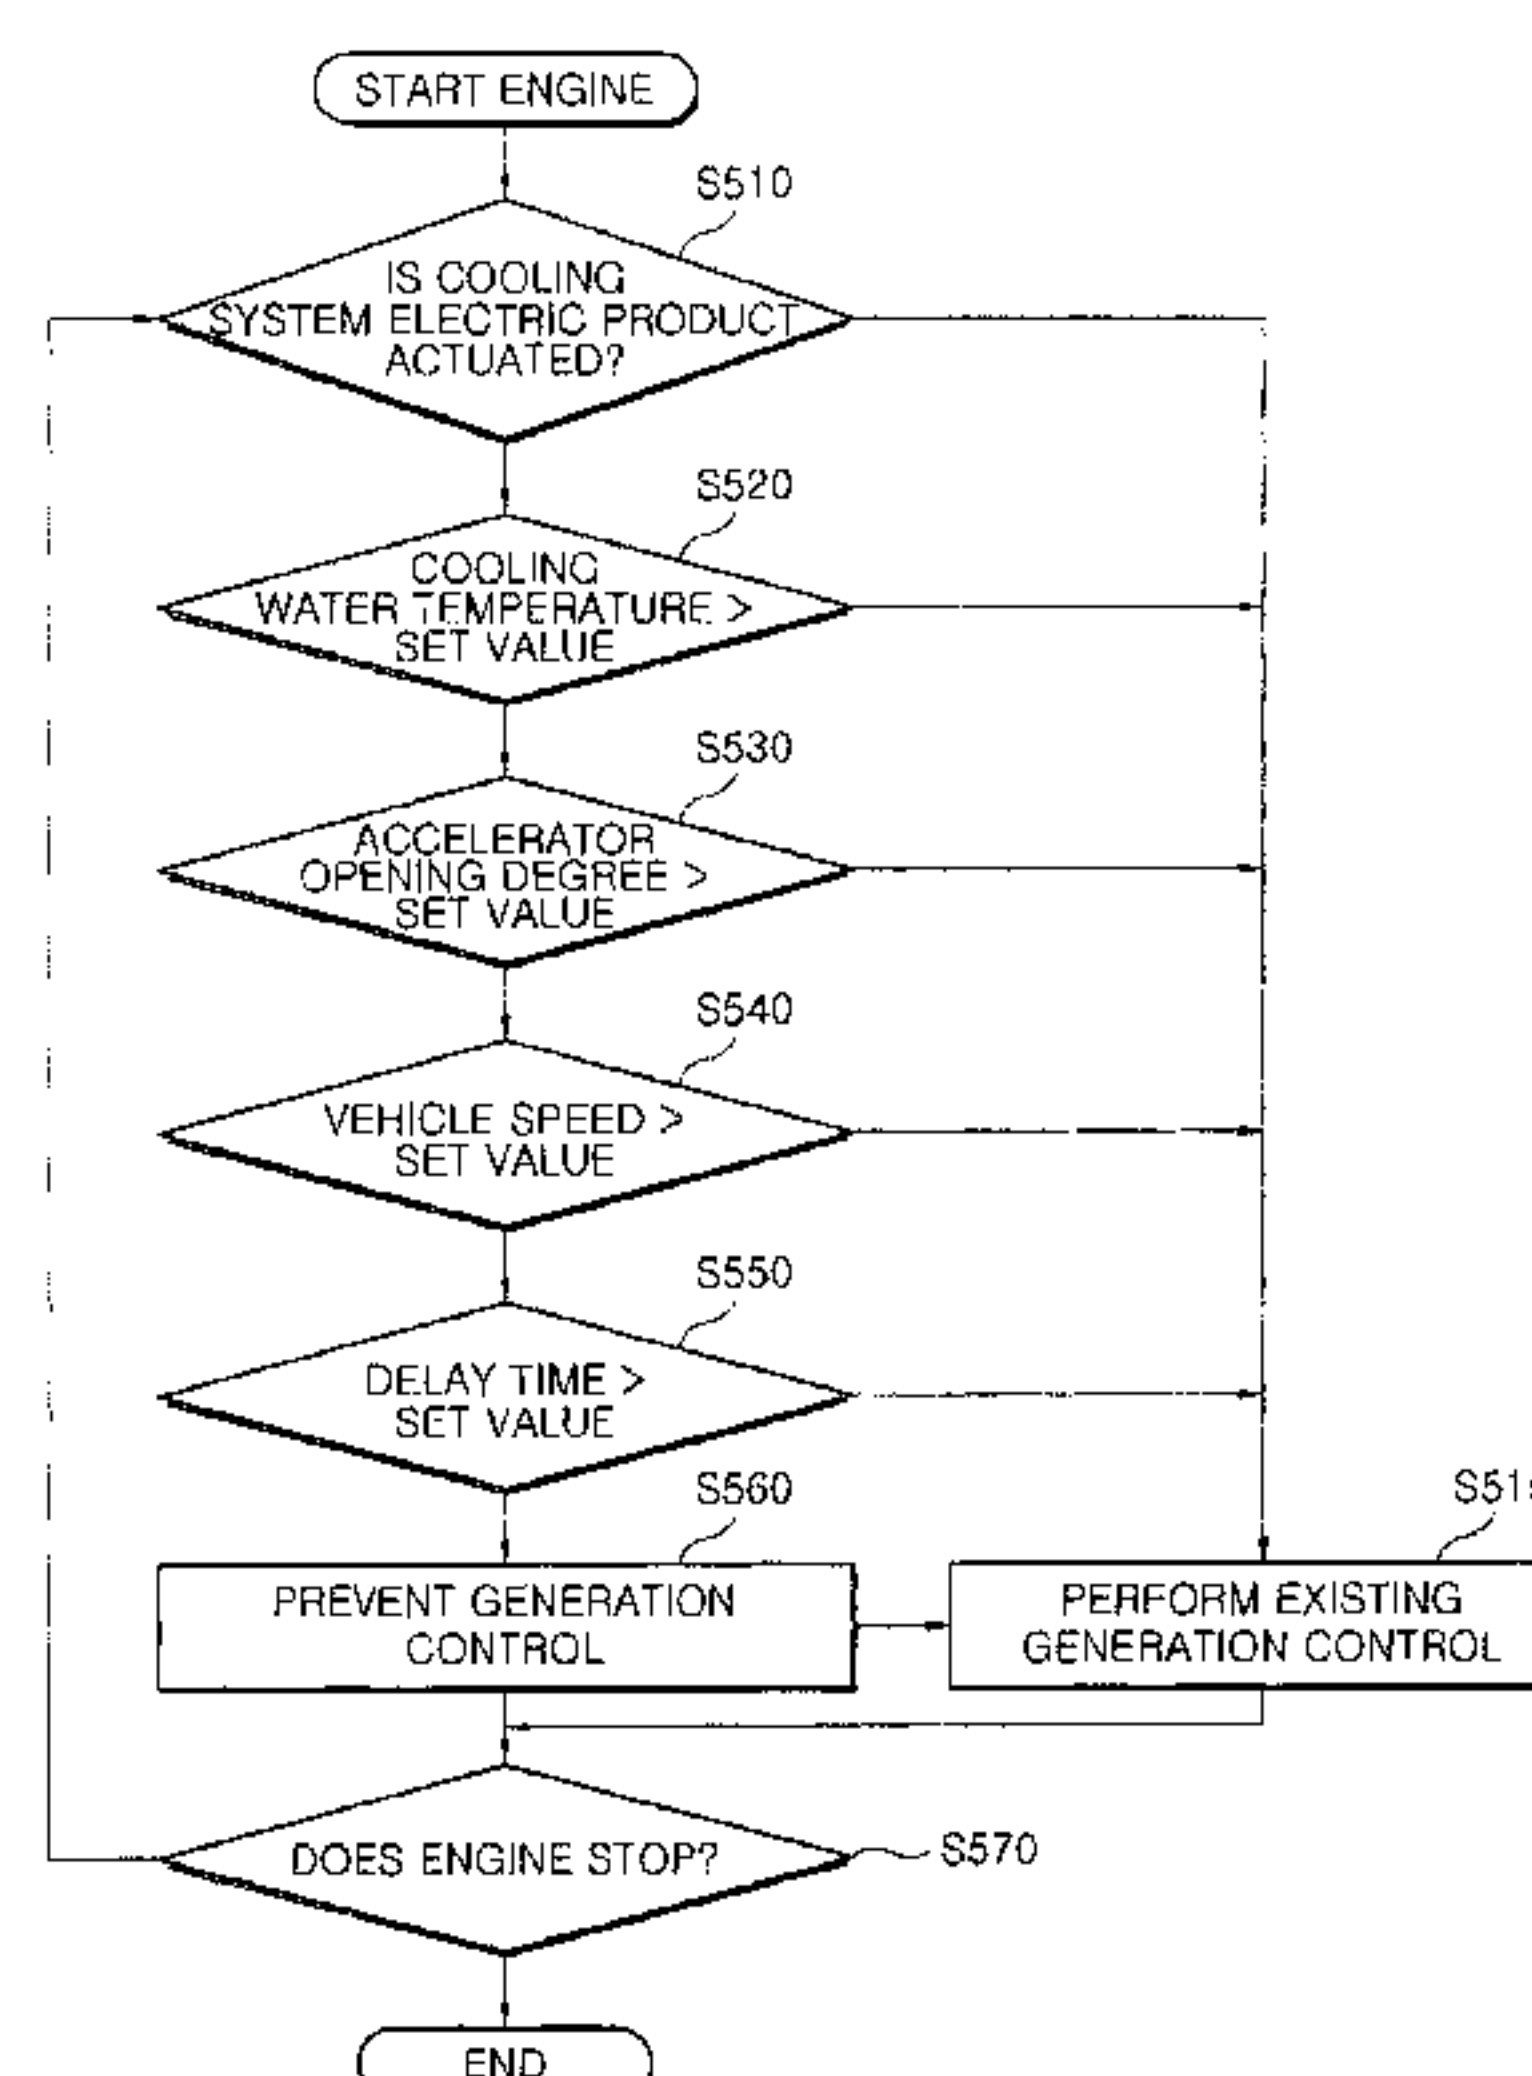 START ENGINE
S510
IS COOLING
SYSTEM ELECTRIC PRODUCT
ACTUATED?
S520
COOLING
WATER TEMPERATURE >
SET VALUE
S530
ACCELERATOR
OPENING DEGREE >
SET VALUE
S540
VEHICLE SPEED >
SET VALUE
S550
DELAY TIME >
SET VALUE
S560
PREVENT GENERATION
CONTROL
PERFORM EXISTING
GENERATION CONTROL
DOES ENGINE STOP?
S570
END